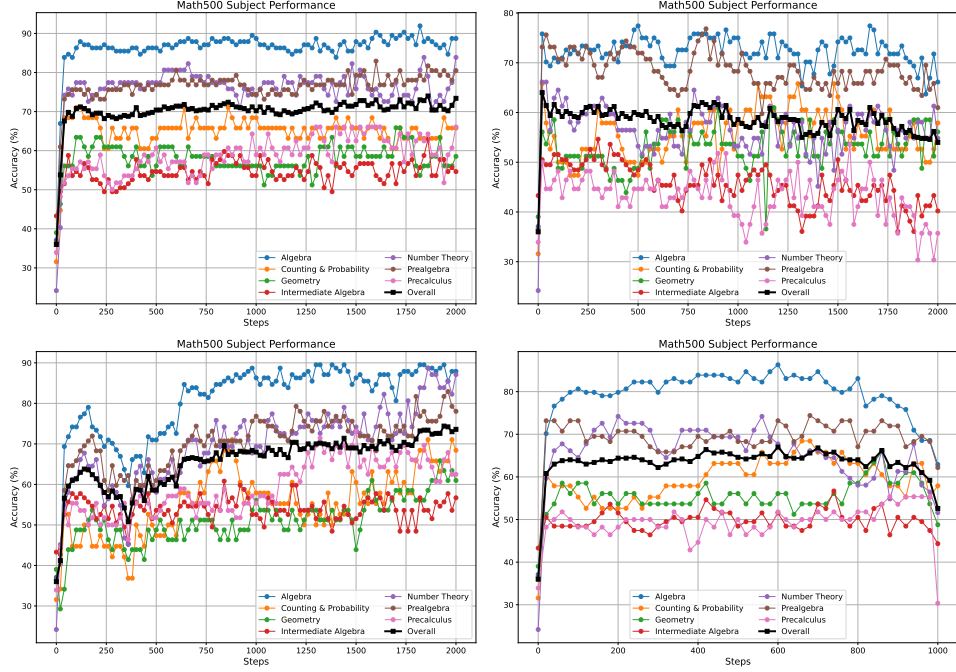 Math500 Subject Performance
Accuracy (%)
90
80
70
60
50
40
30
0
250
500
750
1000
1250
1500
1750
2000
Steps
Algebra
Counting & Probability
Geometry
Intermediate Algebra
Number Theory
Prealgebra
Precalculus
Overall
Math500 Subject Performance
Accuracy (%)
80
70
60
50
40
30
0
250
500
750
1000
1250
1500
1750
2000
Steps
Algebra
Counting & Probability
Geometry
Intermediate Algebra
Number Theory
Prealgebra
Precalculus
Overall
Math500 Subject Performance
Accuracy (%)
90
80
70
60
50
40
30
0
250
500
750
1000
1250
1500
1750
2000
Steps
Algebra
Counting & Probability
Geometry
Intermediate Algebra
Number Theory
Prealgebra
Precalculus
Overall
Math500 Subject Performance
Accuracy (%)
80
70
60
50
40
30
0
200
400
600
800
1000
Steps
Algebra
Counting & Probability
Geometry
Intermediate Algebra
Number Theory
Prealgebra
Precalculus
Overall